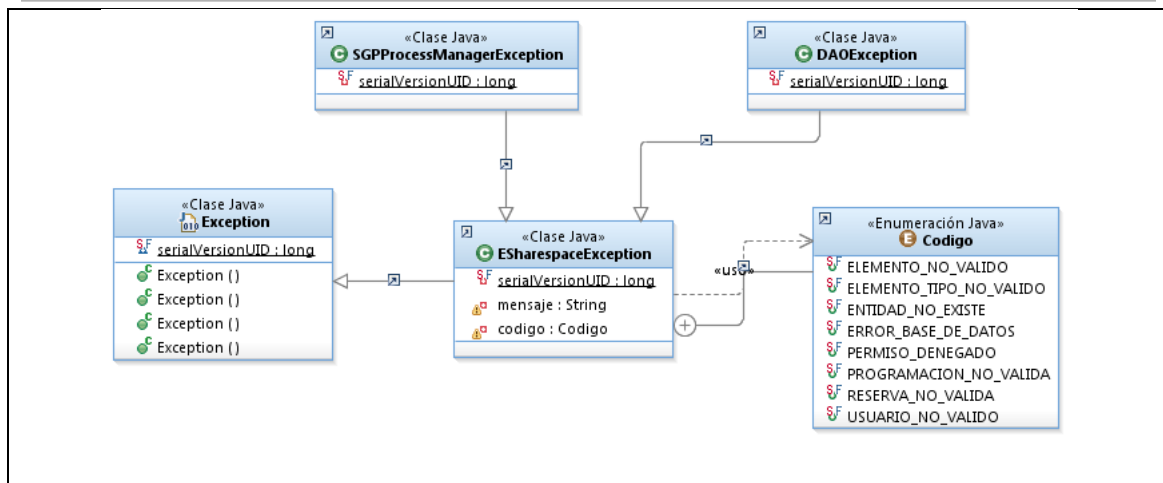 «Clase Java»
SGPProcessManagerException
serialVersionUID : long
«Clase Java»
DAOException
serialVersionUID : long
«Clase Java»
Exception
serialVersionUID : long
Exception ( )
Exception ( )
Exception ( )
Exception ( )
«Clase Java»
ESharespaceException
serialVersionUID : long
mensaje : String
codigo : Codigo
«uso»
«Enumeración Java»
Codigo
ELEMENTO_NO_VALIDO
ELEMENTO_TIPO_NO_VALIDO
ENTIDAD_NO_EXISTE
ERROR_BASE_DE_DATOS
PERMISO_DENEGADO
PROGRAMACION_NO_VALIDA
RESERVA_NO_VALIDA
USUARIO_NO_VALIDO